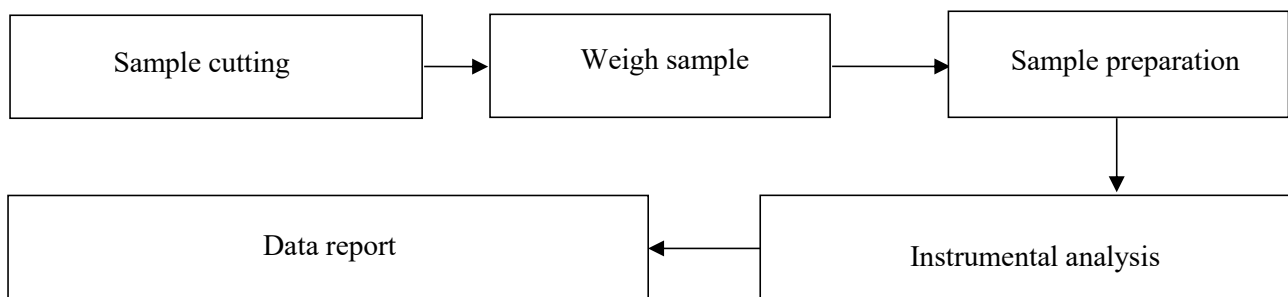 Sample cutting
Weigh sample
Sample preparation
Instrumental analysis
Data report